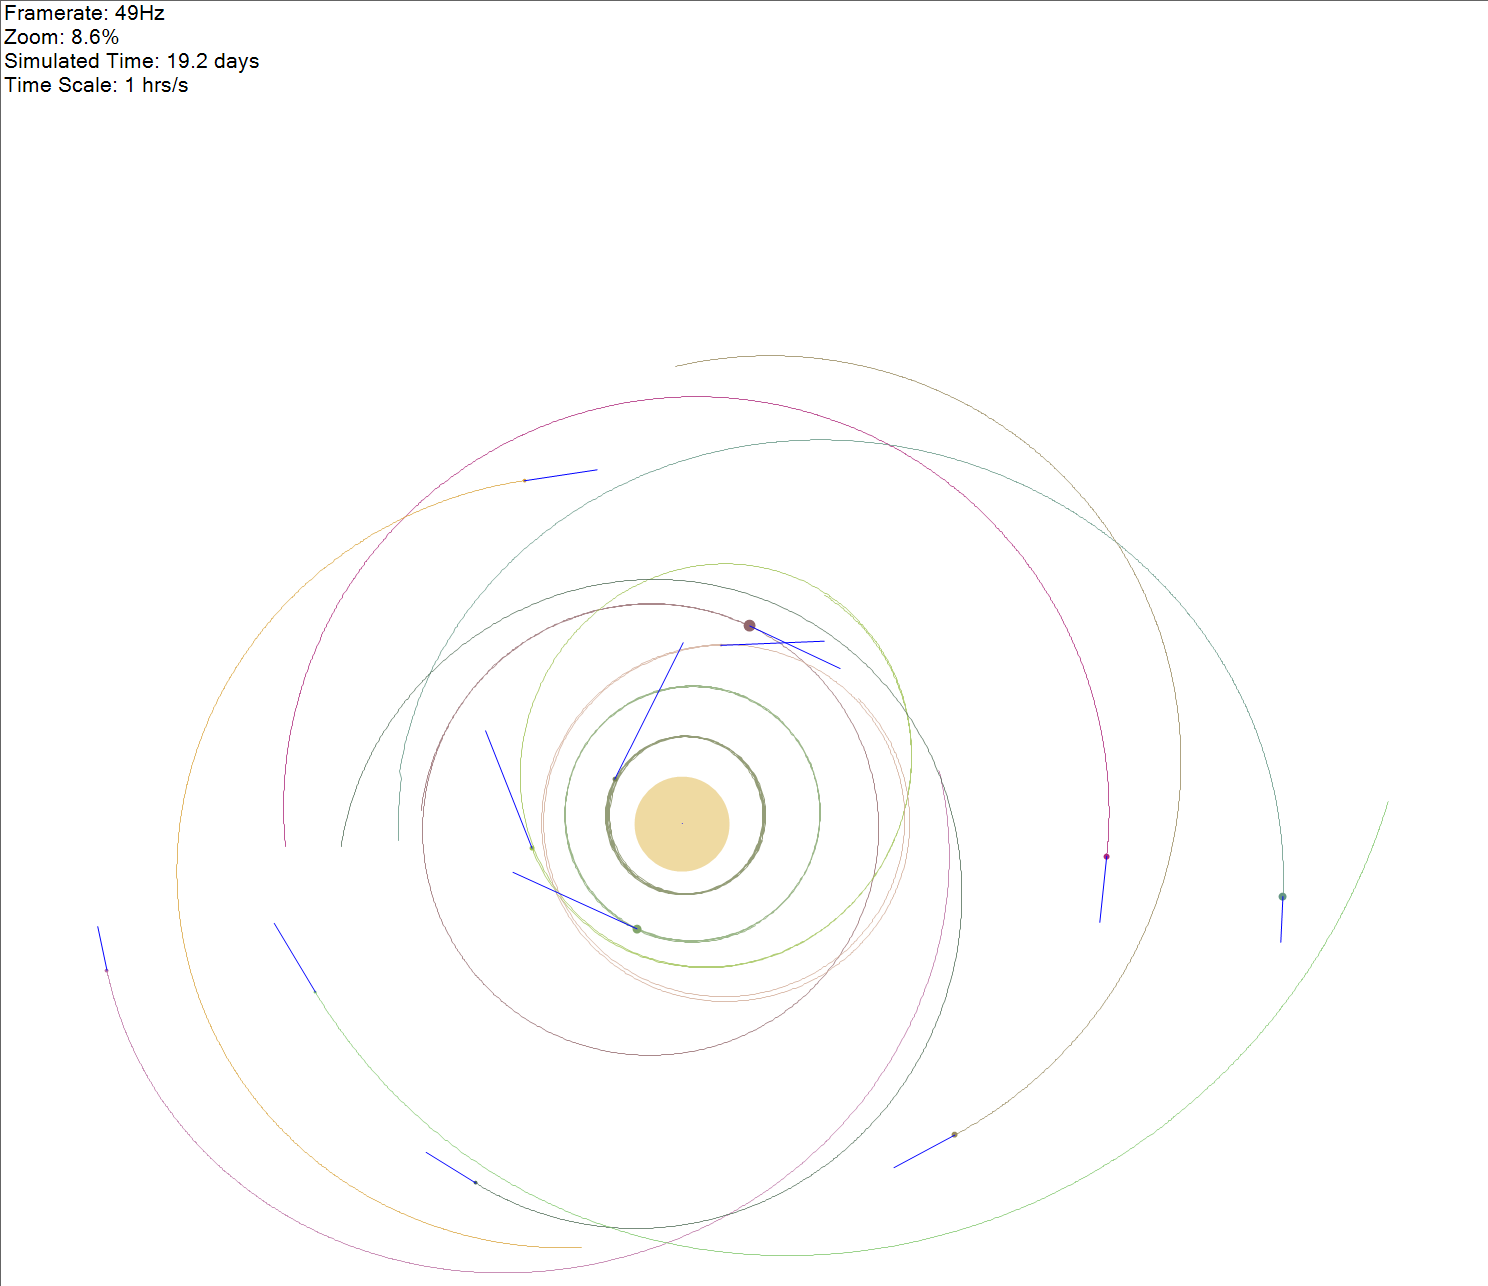 Framerate: 49Hz
Zoom: 8.6%
Simulated Time: 19.2 days
Time Scale: 1 hrs/s